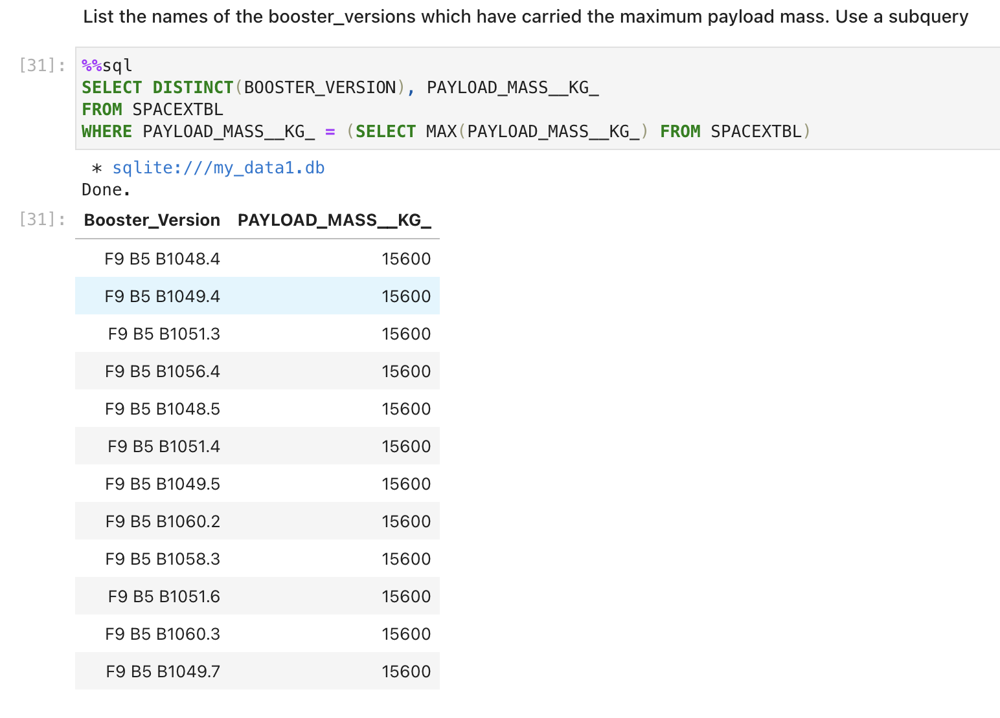 List the names of the booster_versions which have carried the maximum payload mass. Use a subquery
[31]: %%sql
SELECT DISTINCT(BOOSTER_VERSION), PAYLOAD_MASS__KG_
FROM SPACEXTBL
WHERE PAYLOAD_MASS__KG_ = (SELECT MAX(PAYLOAD_MASS__KG_) FROM SPACEXTBL)
* sqlite:///my_data1.db
Done.
[31]: Booster_Version PAYLOAD_MASS__KG_
F9 B5 B1048.4 15600
F9 B5 B1049.4 15600
F9 B5 B1051.3 15600
F9 B5 B1056.4 15600
F9 B5 B1048.5 15600
F9 B5 B1051.4 15600
F9 B5 B1049.5 15600
F9 B5 B1060.2 15600
F9 B5 B1058.3 15600
F9 B5 B1051.6 15600
F9 B5 B1060.3 15600
F9 B5 B1049.7 15600